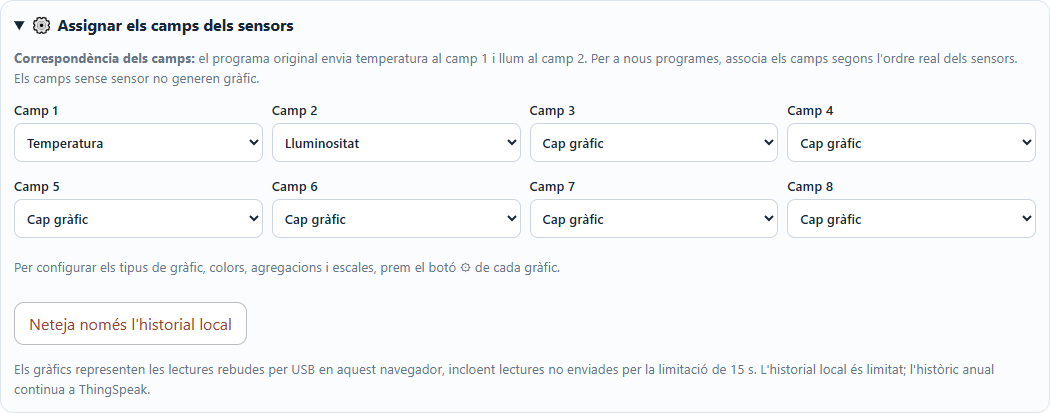 ▼ ⚙ Assignar els camps dels sensors
Correspondència dels camps: el programa original envia temperatura al camp 1 i llum al camp 2. Per a nous programes, associa els camps segons l'ordre real dels sensors.
Els camps sense sensor no generen gràfic.
Camp 1 Camp 2 Camp 3 Camp 4
Temperatura Lluminositat Cap gràfic Cap gràfic
Camp 5 Camp 6 Camp 7 Camp 8
Cap gràfic Cap gràfic Cap gràfic Cap gràfic
Per configurar els tipus de gràfic, colors, agregacions i escales, prem el botó ⚙ de cada gràfic.
Neteja només l'historial local
Els gràfics representen les lectures rebudes per USB en aquest navegador, incloent lectures no enviades per la limitació de 15 s. L'historial local és limitat; l'històric anual
continua a ThingSpeak.